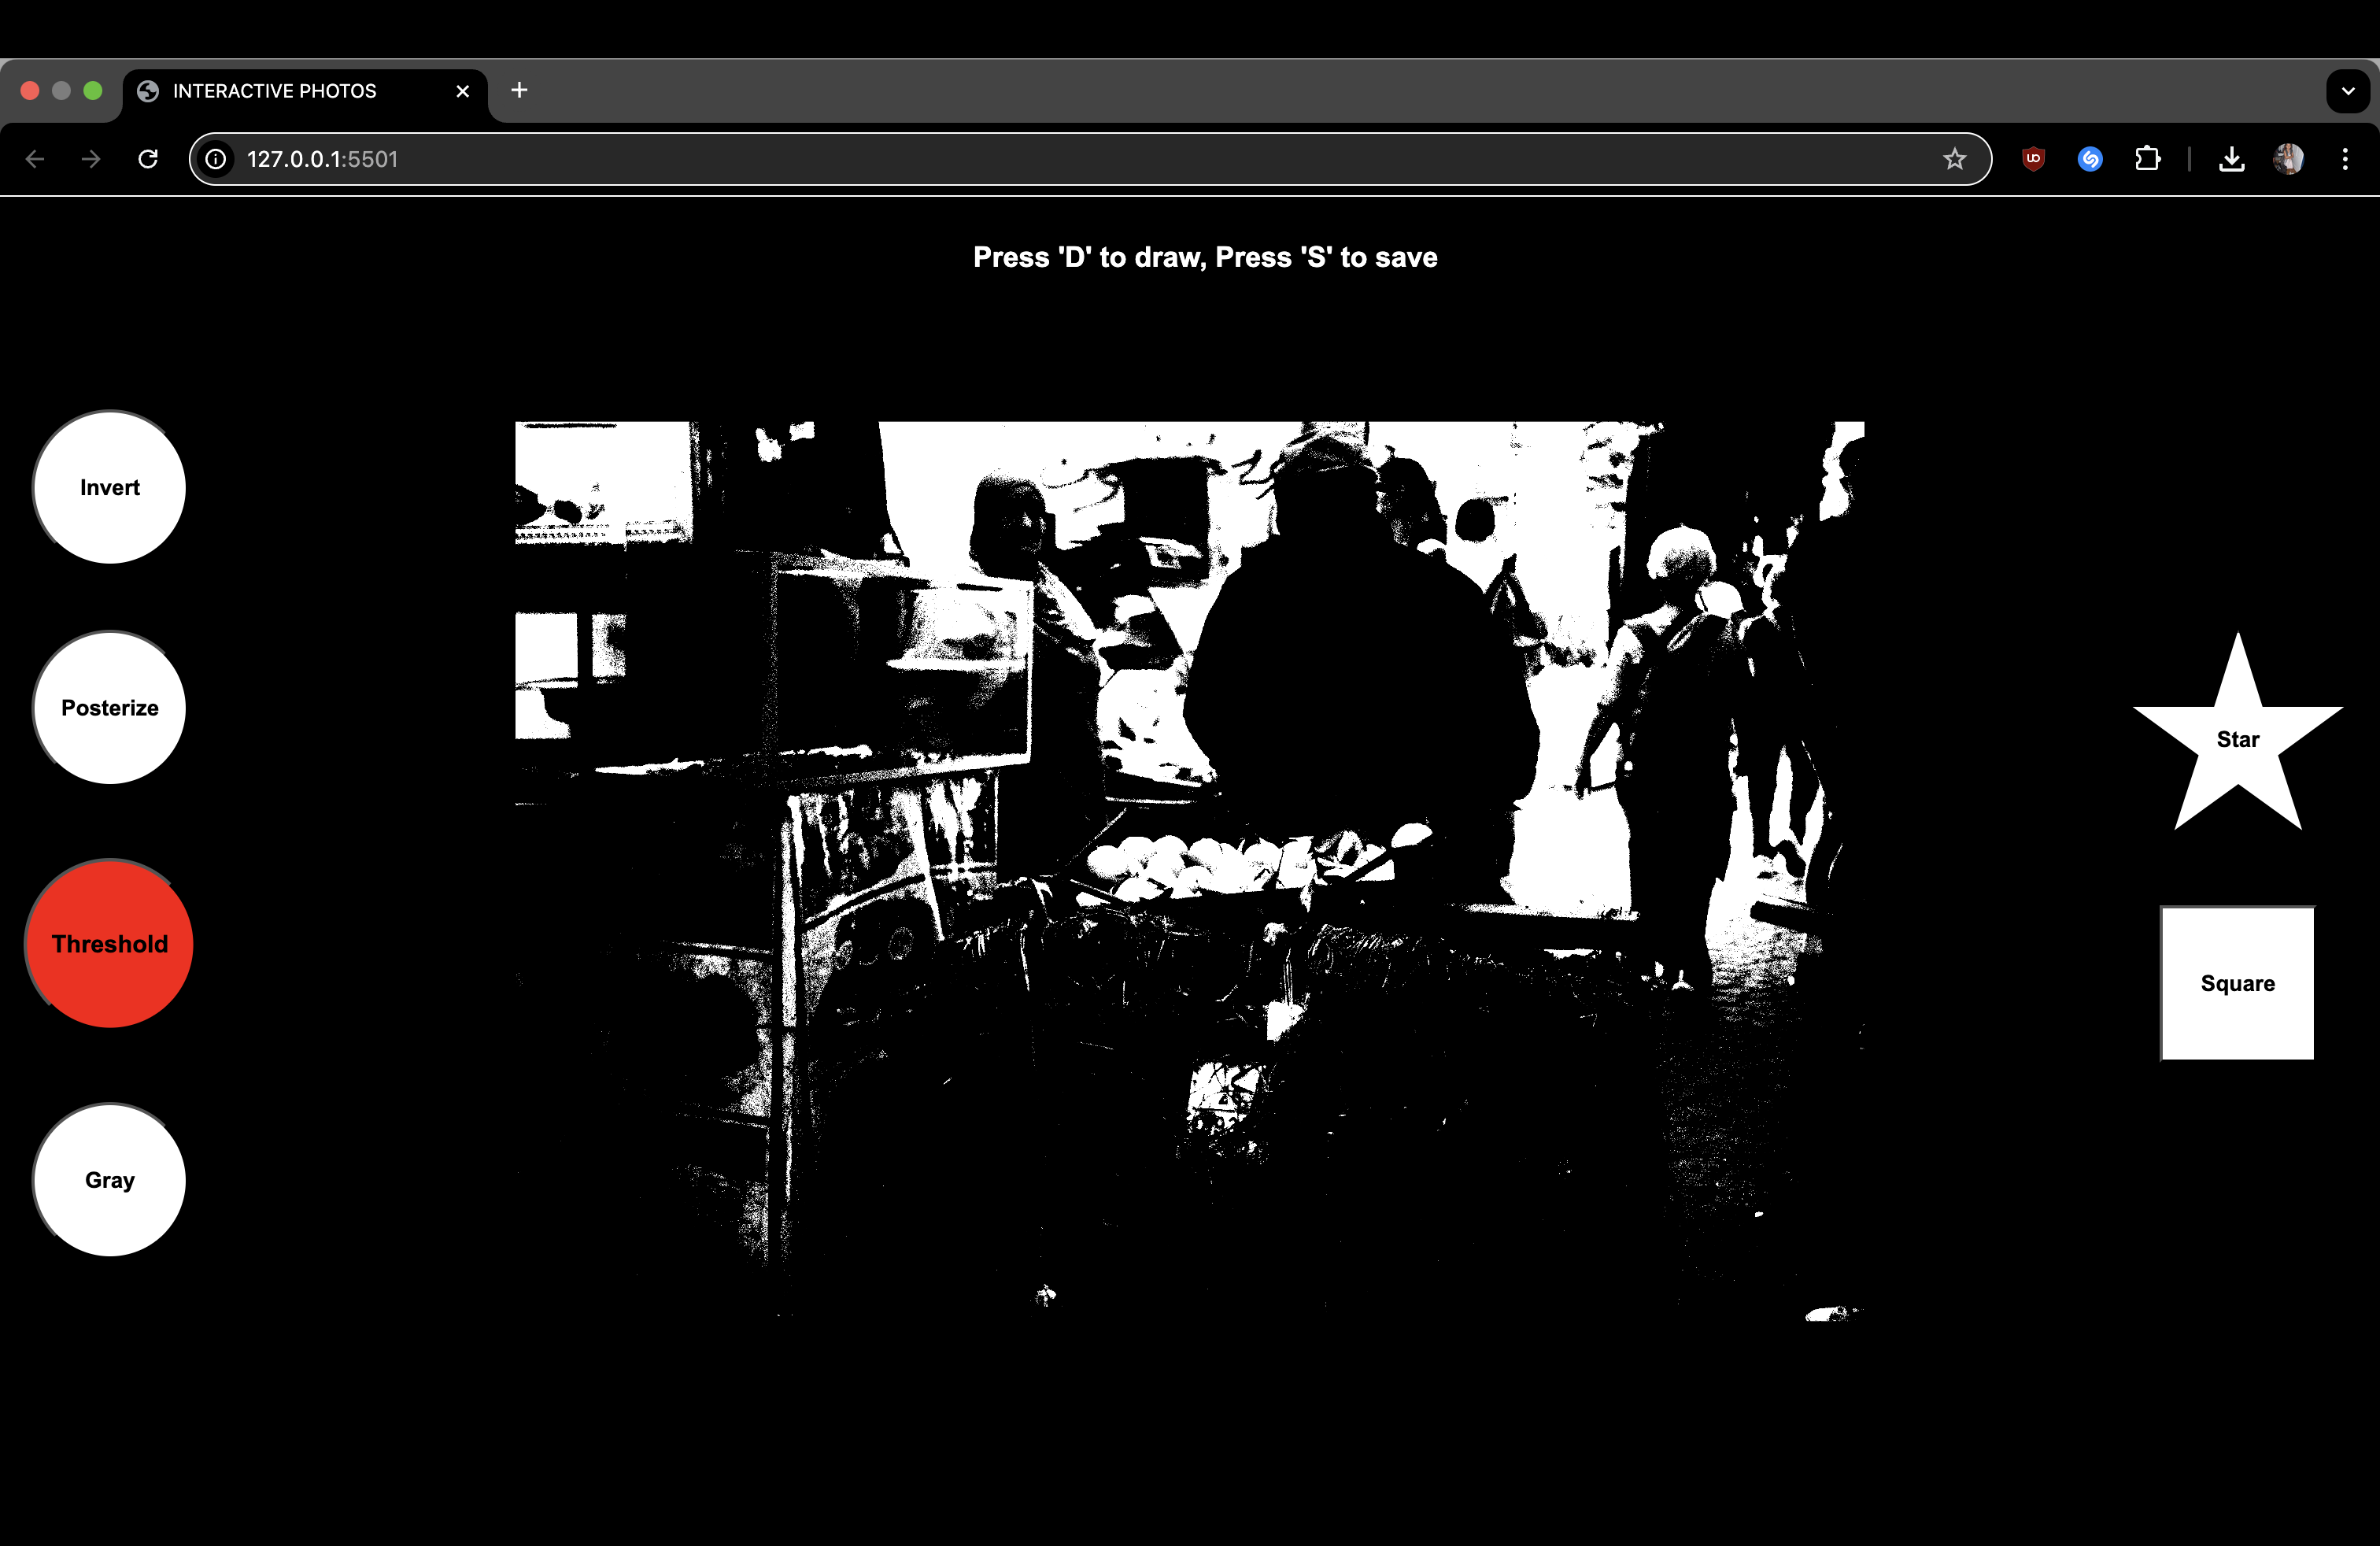 INTERACTIVE PHOTOS
127.0.0.1:5501
Press 'D' to draw, Press 'S' to save
Invert
Posterize
Threshold
Gray
Star
Square